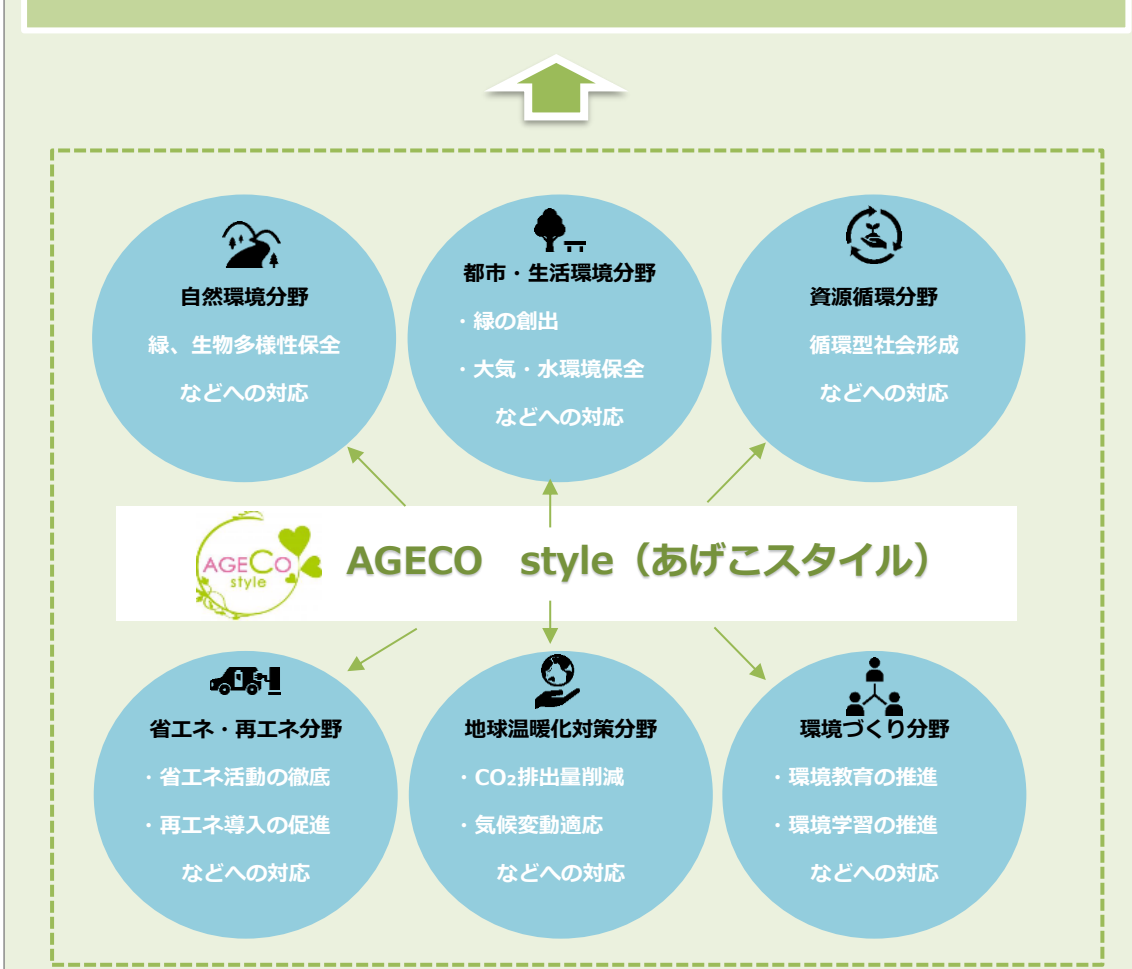 自然環境分野
緑、生物多様性保全
などへの対応
都市・生活環境分野
・緑の創出
・大気・水環境保全
などへの対応
資源循環分野
循環型社会形成
などへの対応
AGECO
style
AGECO　style（あげこスタイル）
省エネ・再エネ分野
・省エネ活動の徹底
・再エネ導入の促進
などへの対応
地球温暖化対策分野
・CO₂排出量削減
・気候変動適応
などへの対応
環境づくり分野
・環境教育の推進
・環境学習の推進
などへの対応